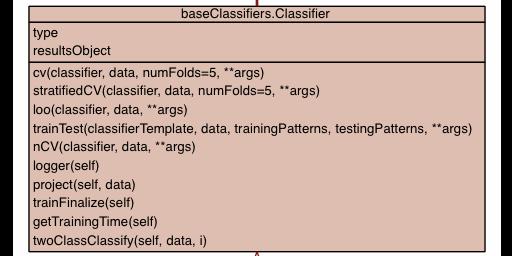 baseClassifiers.Classifier
type
resultsObject
cv(classifier, data, numFolds=5, **args)
stratifiedCV(classifier, data, numFolds=5, **args)
loo(classifier, data, **args)
trainTest(classifierTemplate, data, trainingPatterns, testingPatterns, **args)
nCV(classifier, data, **args)
logger(self)
project(self, data)
trainFinalize(self)
getTrainingTime(self)
twoClassClassify(self, data, i)